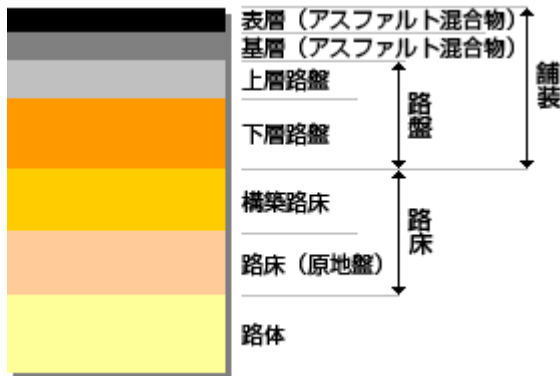 表層（アスファルト混合物）
基層（アスファルト混合物）
上層路盤
下層路盤
構築路床
路床（原地盤）
路体
路盤
路床
舗装